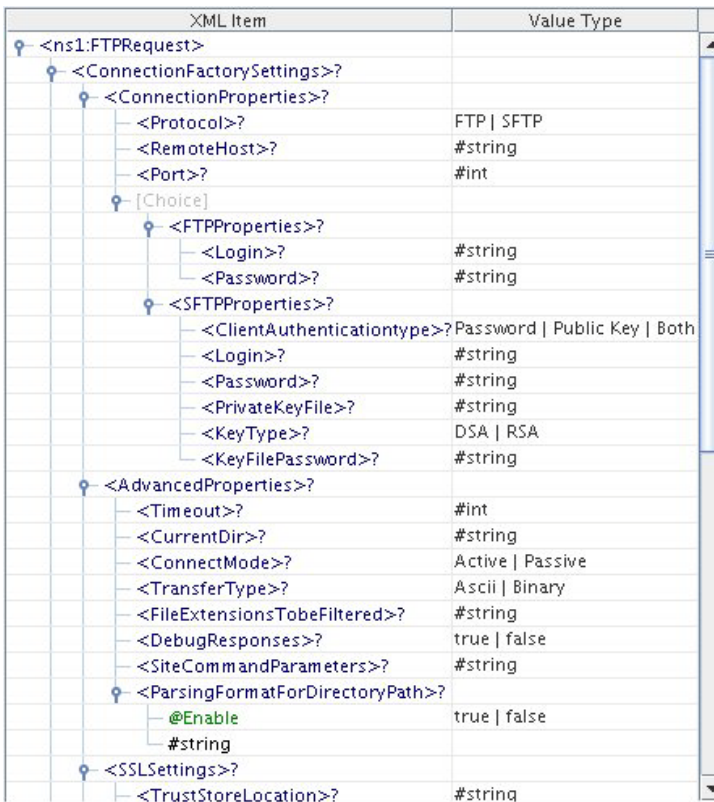 XML Item Value Type
<ns1:FTPRequest>
<ConnectionFactorySettings>?
<ConnectionProperties>?
<Protocol>? FTP | SFTP
<RemoteHost>? #string
<Port>? #int
[Choice]
<FTPProperties>?
<Login>? #string
<Password>? #string
<SFTPProperties>?
<ClientAuthenticationtype>? Password | Public Key | Both
<Login>? #string
<Password>? #string
<PrivateKeyFile>? #string
<KeyType>? DSA | RSA
<KeyFilePassword>? #string
<AdvancedProperties>?
<Timeout>? #int
<CurrentDir>? #string
<ConnectMode>? Active | Passive
<TransferType>? Ascii | Binary
<FileExtensionsTobeFiltered>? #string
<DebugResponses>? true | false
<SiteCommandParameters>? #string
<ParsingFormatForDirectoryPath>?
@Enable true | false
#string
<SSLSettings>?
<TrustStoreLocation>? #string